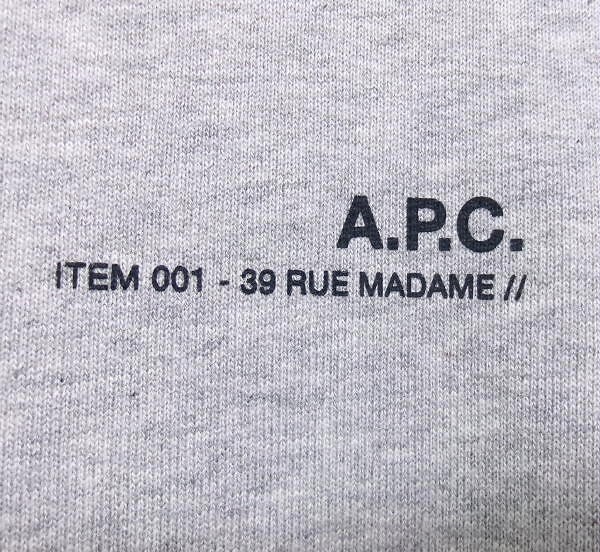 A.P.C.
ITEM 001 - 39 RUE MADAME //